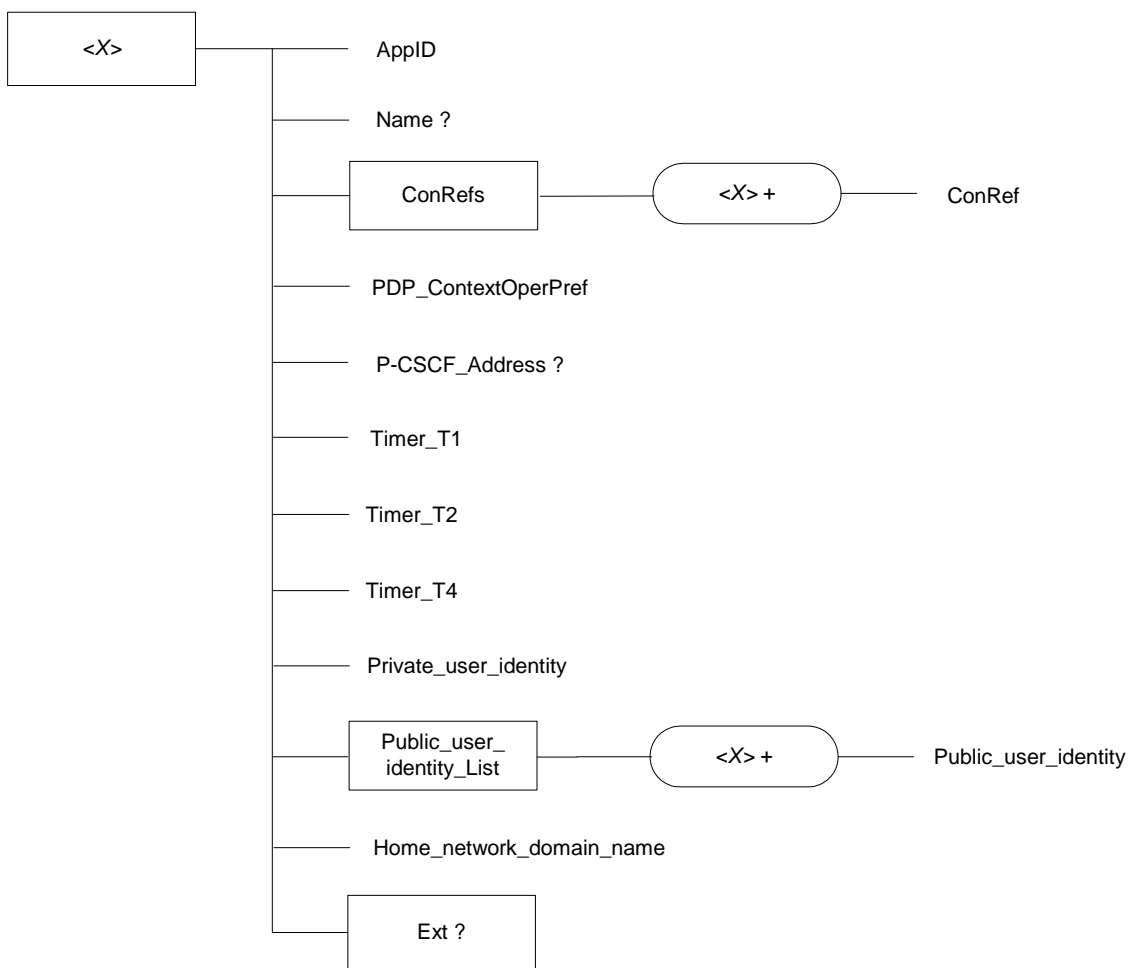 <X>
AppID
Name ?
ConRefs
<X> +
ConRef
PDP_ContextOperPref
P-CSCF_Address ?
Timer_T1
Timer_T2
Timer_T4
Private_user_identity
Public_user_
identity_List
<X> +
Public_user_identity
Home_network_domain_name
Ext ?